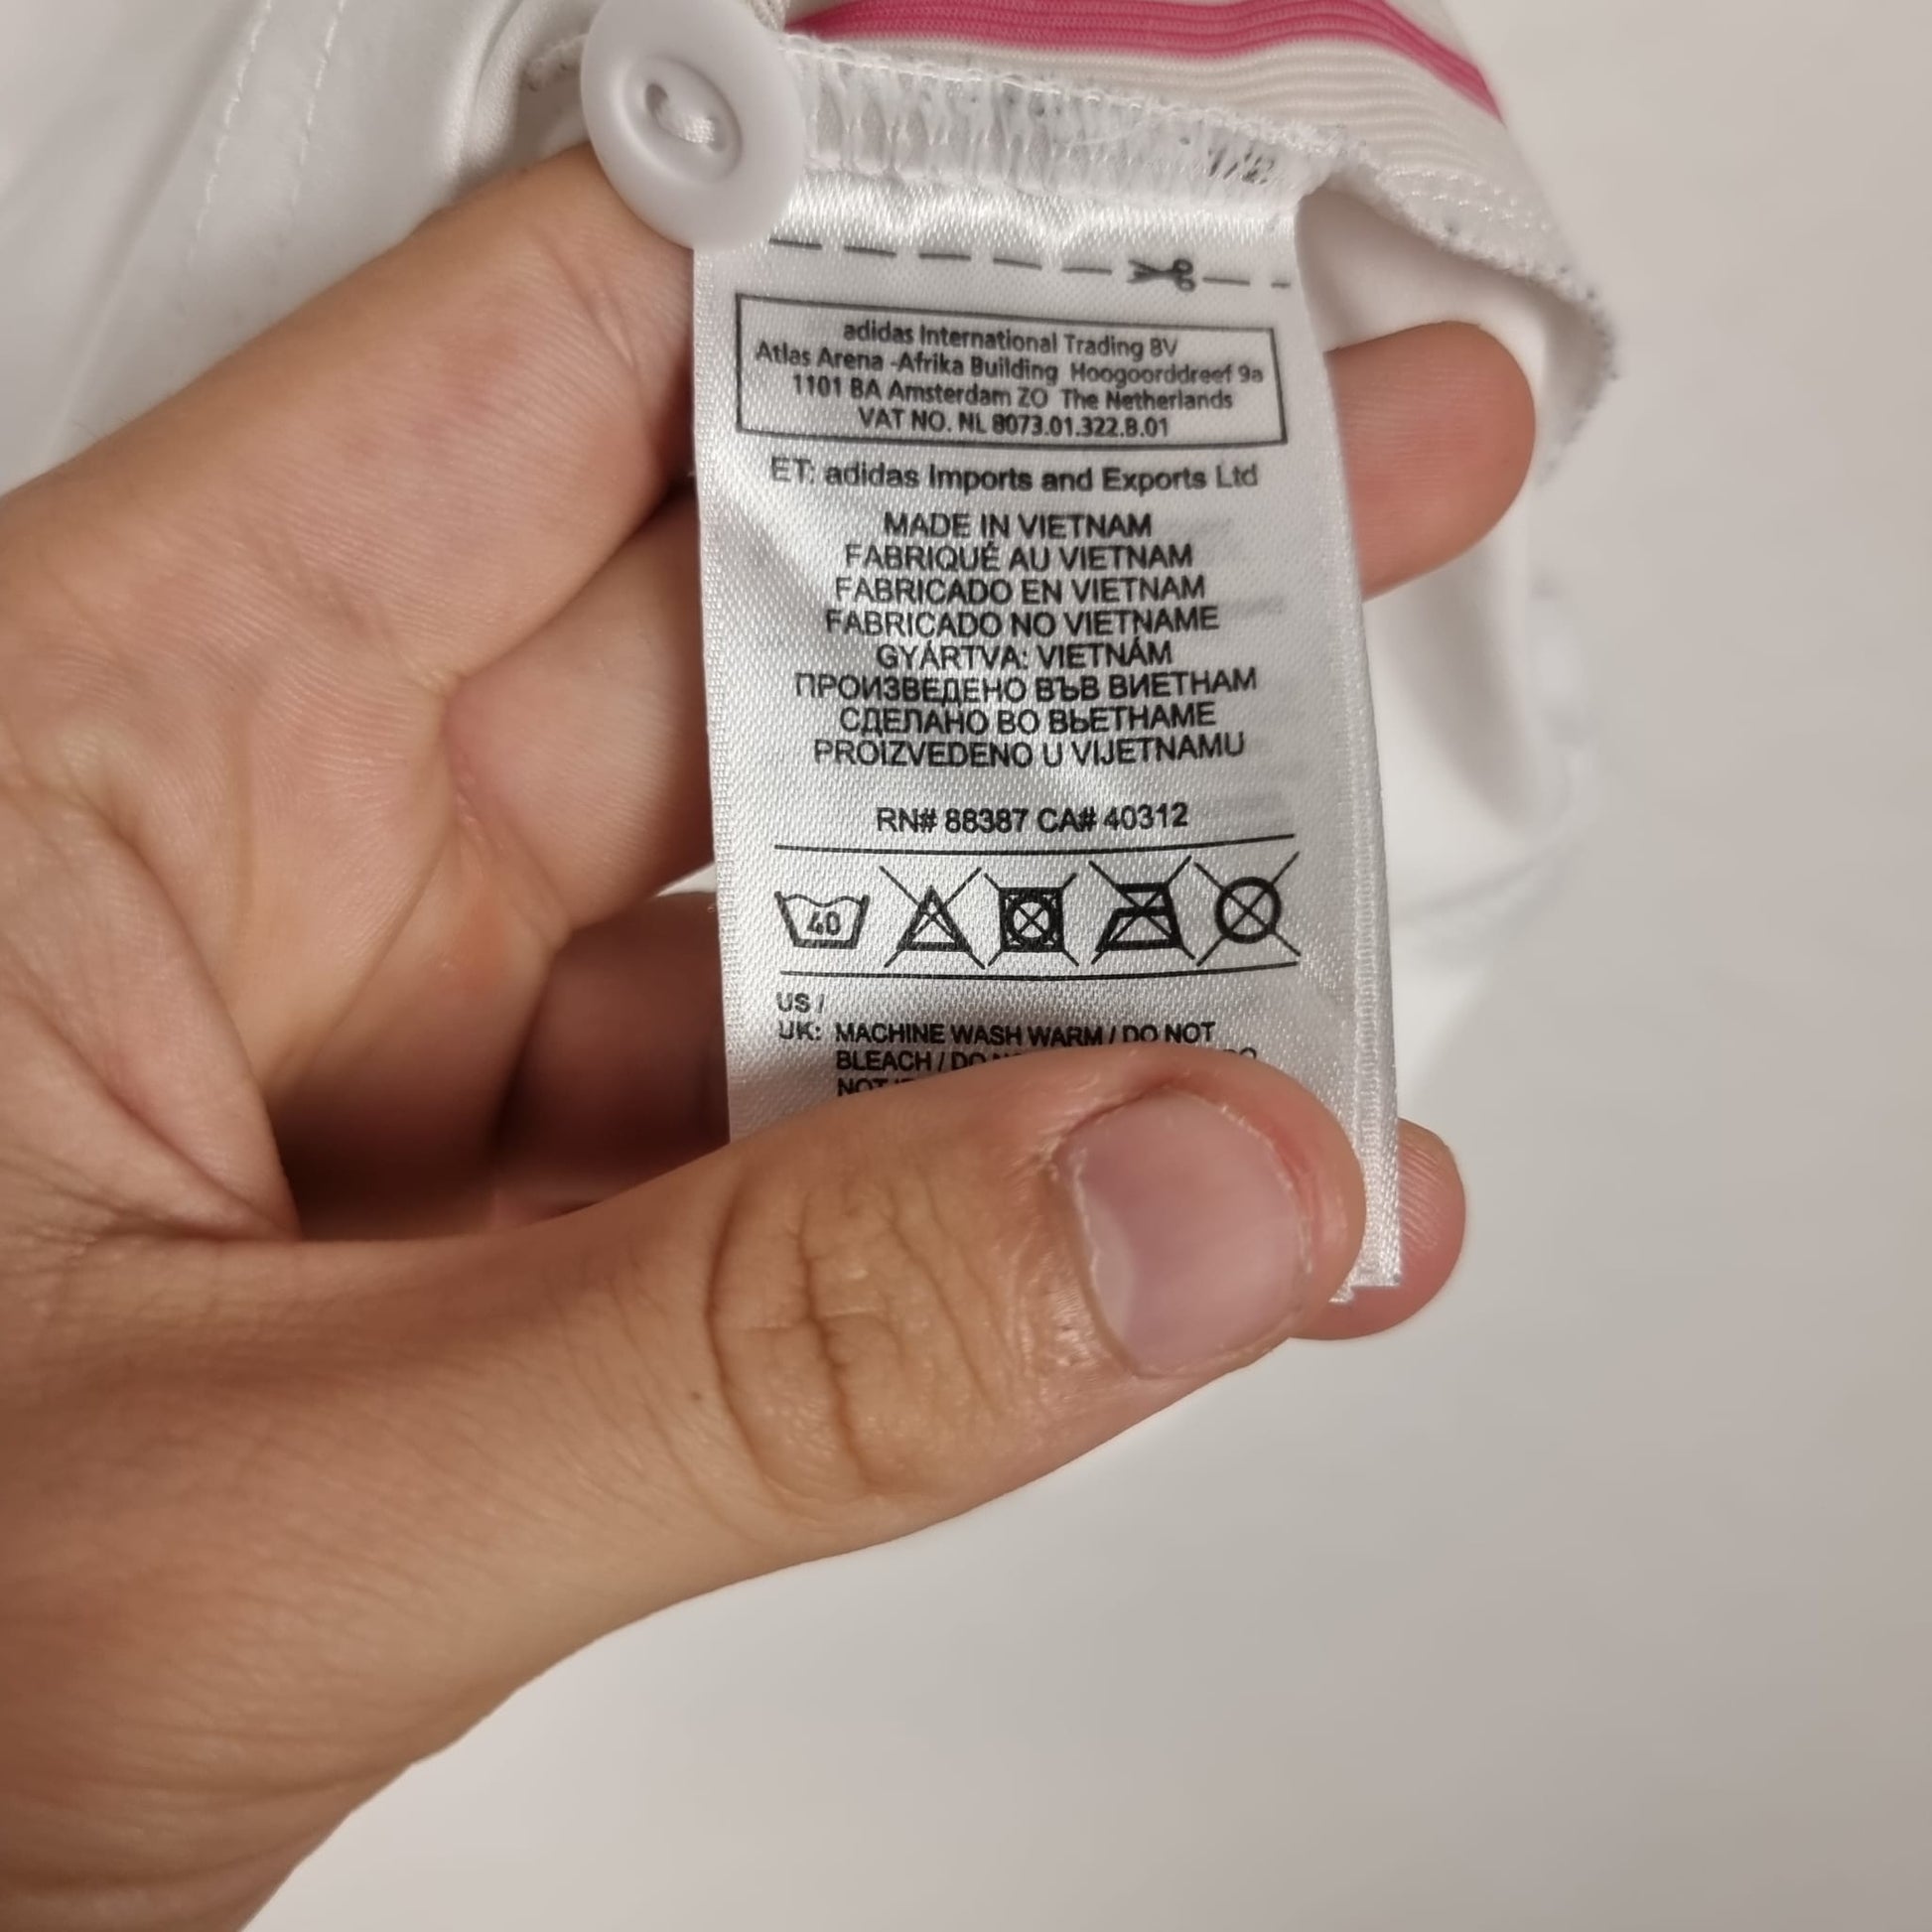 adidas International Trading BV
Atlas Arena -Afrika Building Hoogoorddreef 9a
1101 BA Amsterdam ZO The Netherlands
VAT NO. NL 8073.01.322.B.01
ET: adidas Imports and Exports Ltd
MADE IN VIETNAM
FABRIQUÉ AU VIETNAM
FABRICADO EN VIETNAM
FABRICADO NO VIETNAME
GYÁRTVA: VIETNÁM
ПРОИЗВЕДЕНО ВЪВ ВИЕТНАМ
СДЕЛАНО ВО ВЬЕТНАМЕ
PROIZVEDENO U VIJETNAMU
RN# 88387 CA# 40312
40
US /
UK: MACHINE WASH WARM / DO NOT
BLEACH / DO
NOT